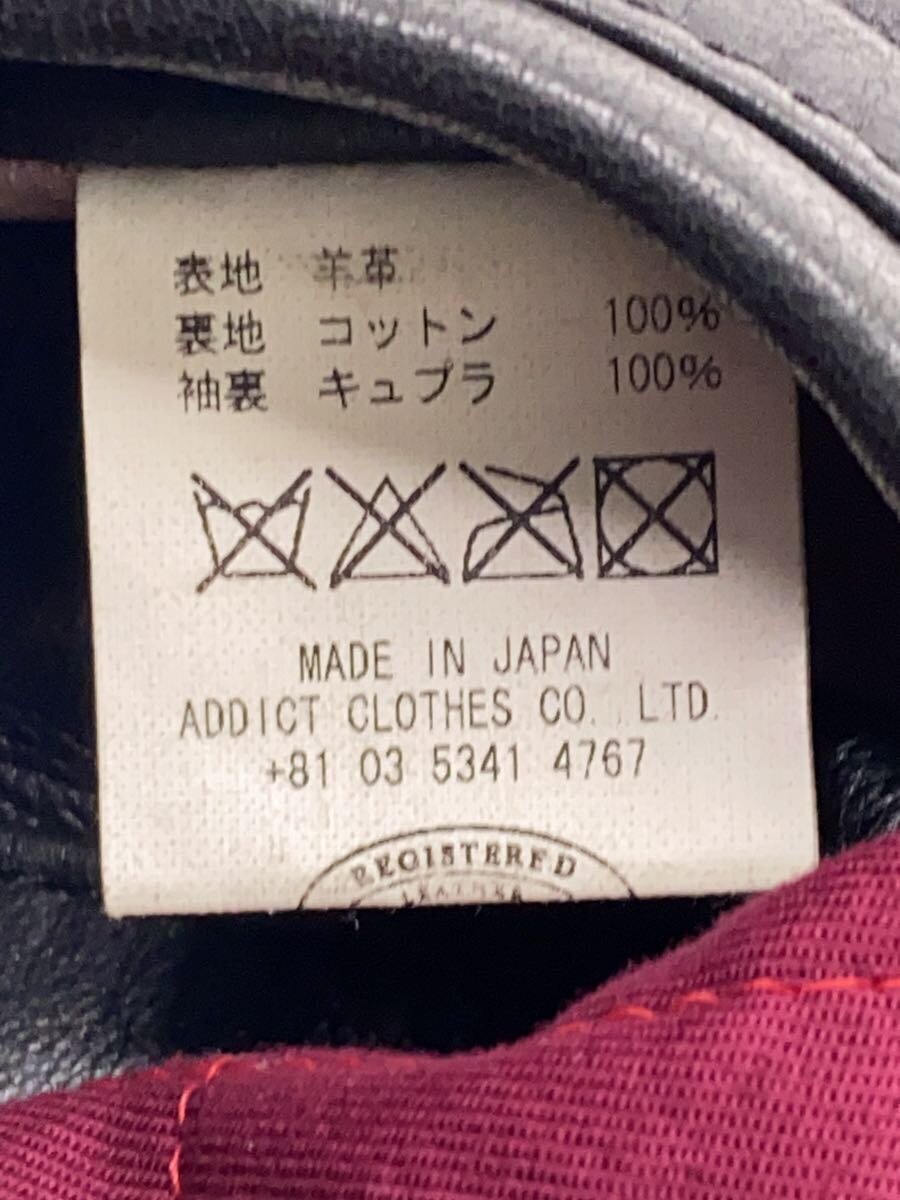 表地 羊革
裏地 コットン 100%
袖裏 キュプラ 100%
MADE IN JAPAN
ADDICT CLOTHES CO. ,LTD.
+81 03 5341 4767
REGISTERED
LEATHER